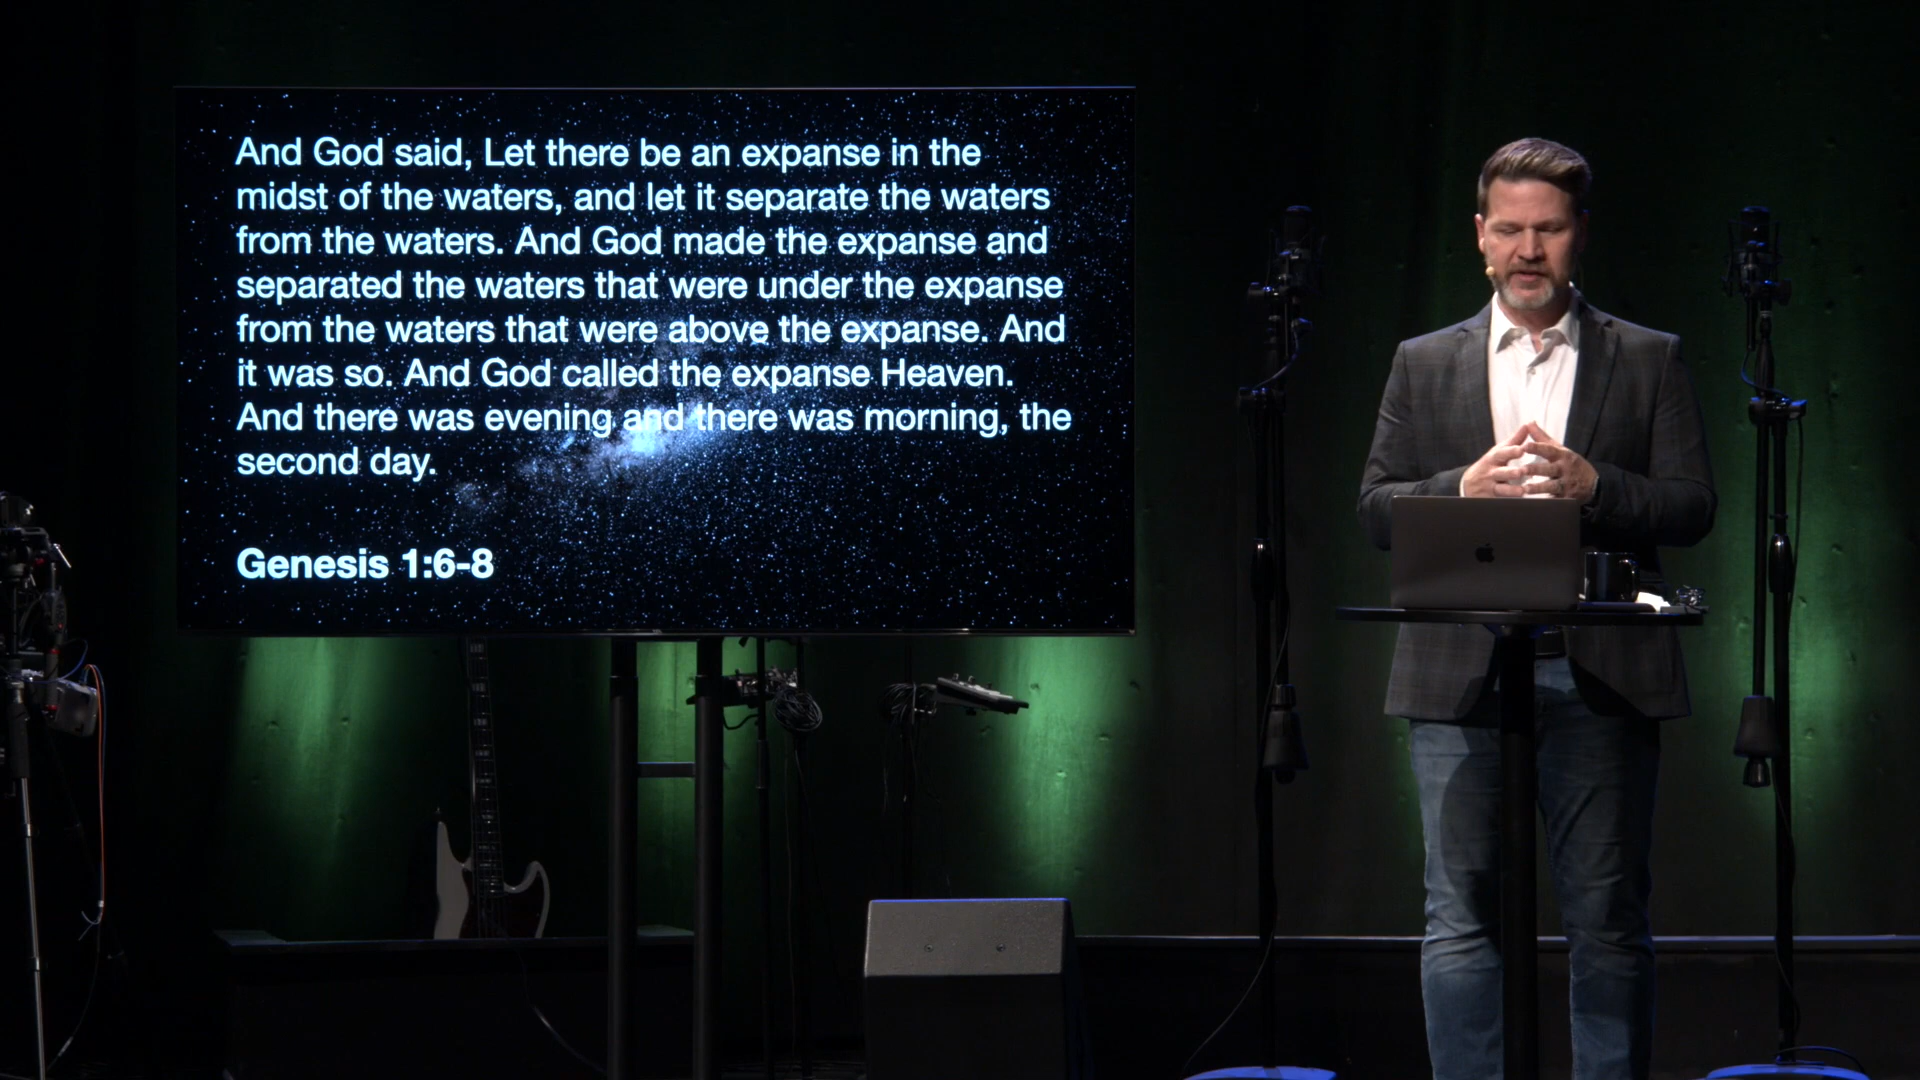 And God said, Let there be an expanse in the
midst of the waters, and let it separate the waters
from the waters. And God made the expanse and
separated the waters that were under the expanse
from the waters that were above the expanse. And
it was so. And God called the expanse Heaven.
And there was evening and there was morning, the
second day.
Genesis 1:6-8